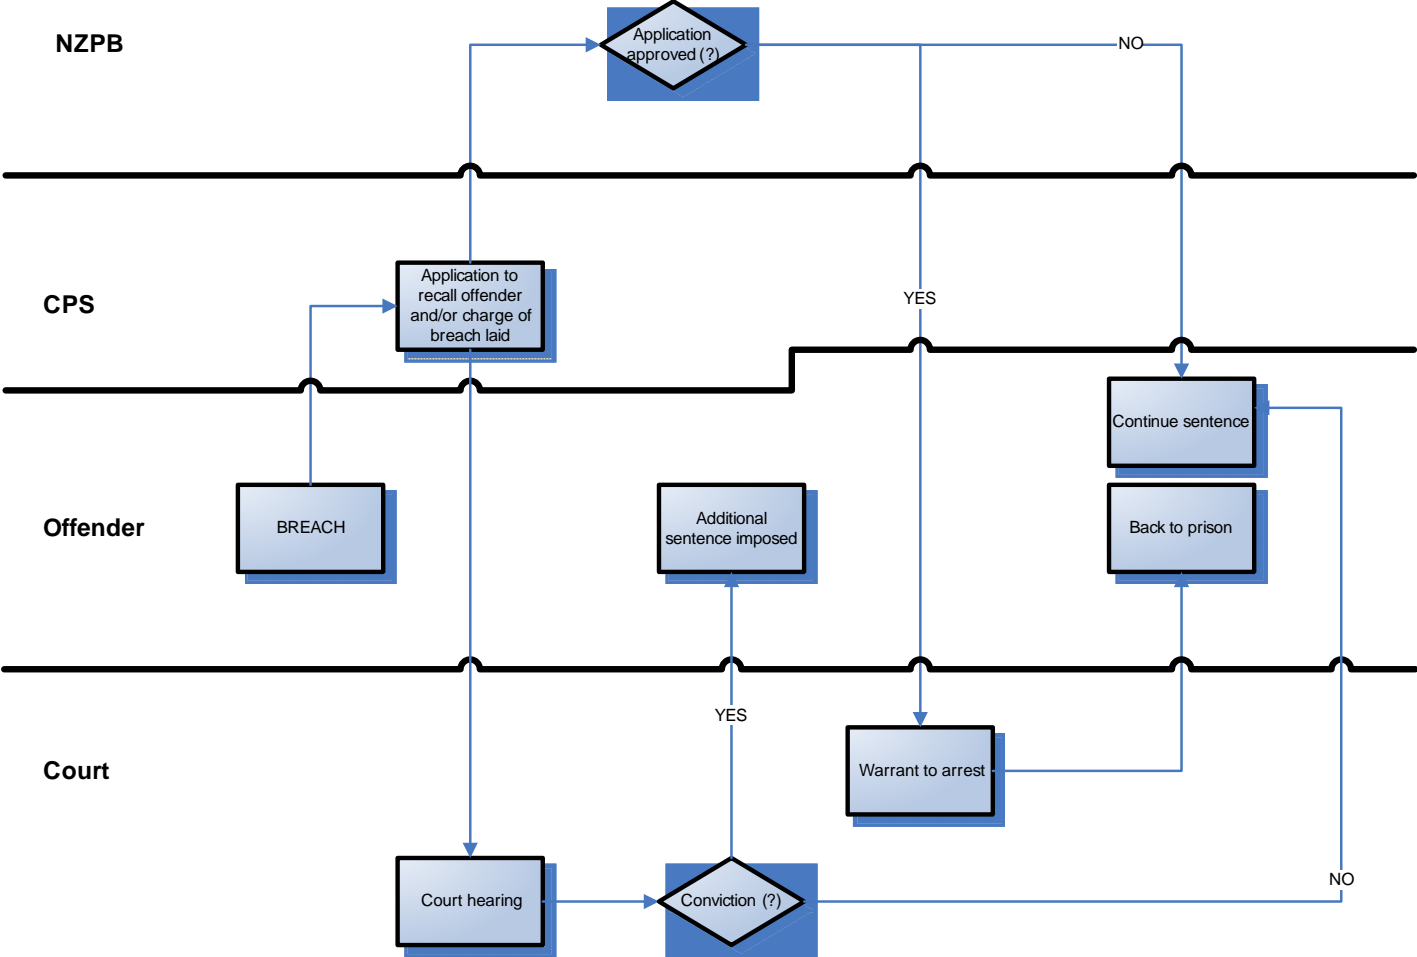 NZPB
Application
approved (?)
NO
CPS
Application to
recall offender
and/or charge of
breach laid
YES
Continue sentence
Offender
BREACH
Additional
sentence imposed
Back to prison
YES
Court
Warrant to arrest
Court hearing
Conviction (?)
NO